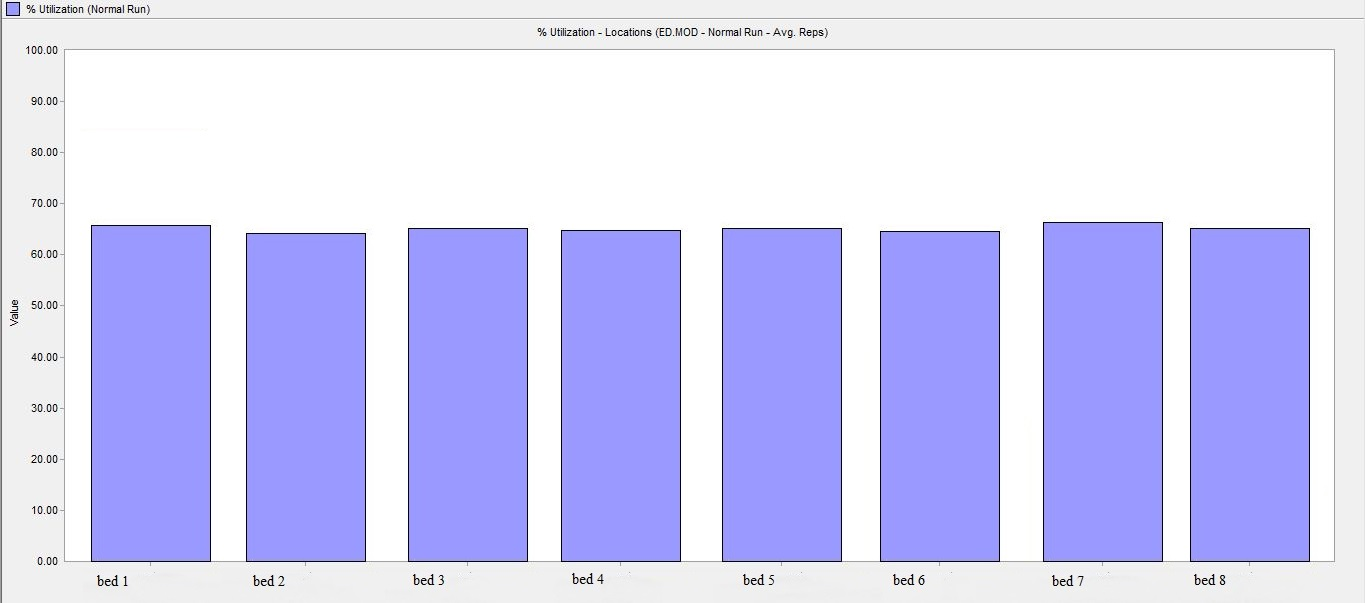 % Utilization (Normal Run)
% Utilization - Locations (ED.MOD - Normal Run - Avg. Reps)
100.00
90.00
80.00
70.00
60.00
50.00
40.00
30.00
20.00
10.00
0.00
Value
bed 1 bed 2 bed 3 bed 4 bed 5 bed 6 bed 7 bed 8